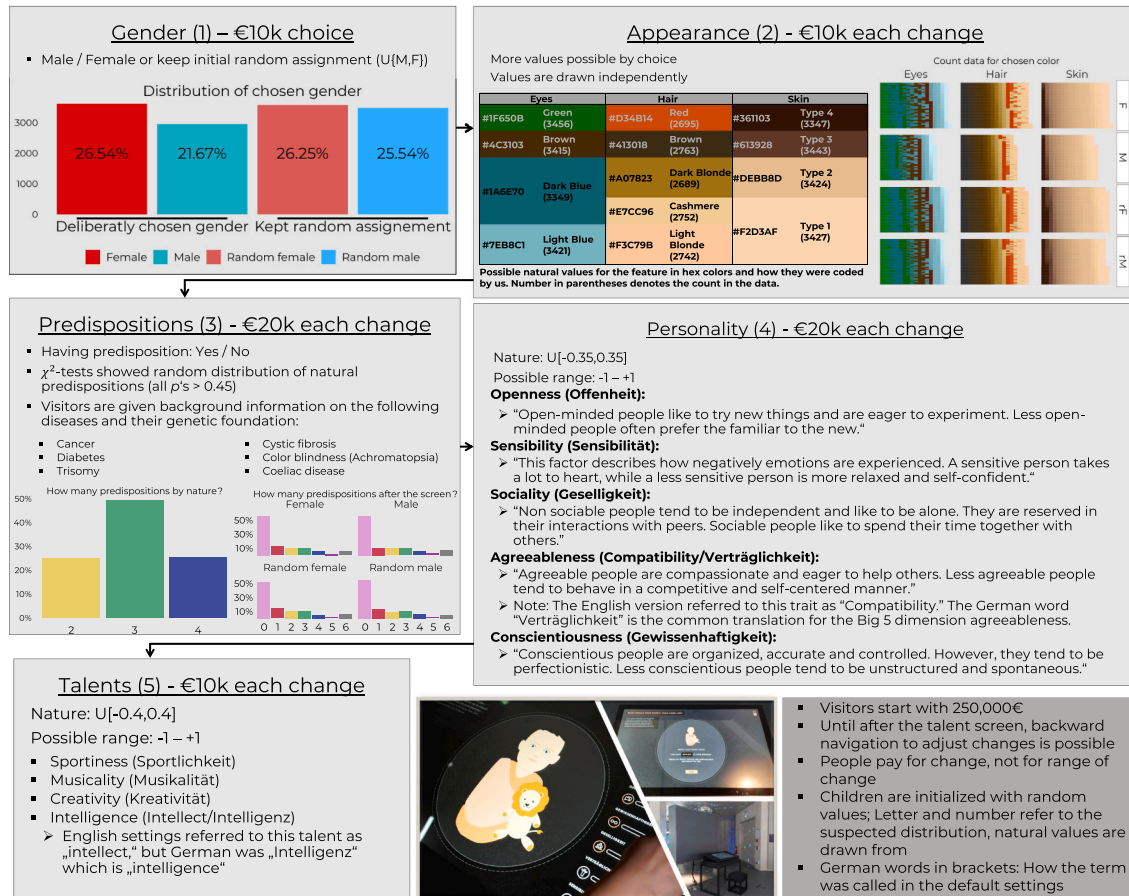 Gender (1) – €10k choice
▪ Male / Female or keep initial random assignment (U{M,F})
Distribution of chosen gender
3000
2000
1000
0
26.54% 21.67% 26.25% 25.54%
Deliberately chosen gender Kept random assignement
Female Male Random female Random male
Appearance (2) - €10k each change
More values possible by choice
Values are drawn independently
Eyes Hair Skin
#1F650B Green (3456) #D34B14 Red (2695) #361103 Type 4 (3347)
#4C3103 Brown (3415) #413018 Brown (2763) #613928 Type 3 (3443)
#1A6E70 Dark Blue (3349) #A07823 Dark Blonde (2689) #DEBB8D Type 2 (3424)
#E7CC96 Cashmere (2752)
#7EB8C1 Light Blue (3421) #F3C79B Light Blonde (2742) #F2D3AF Type 1 (3427)
Possible natural values for the feature in hex colors and how they were coded
by us. Number in parentheses denotes the count in the data.
Count data for chosen color
Eyes Hair Skin
F
M
rF
rM
Predispositions (3) - €20k each change
▪ Having predisposition: Yes / No
▪ χ²-tests showed random distribution of natural
predispositions (all p's > 0.45)
▪ Visitors are given background information on the following
diseases and their genetic foundation:
▪ Cancer
▪ Diabetes
▪ Trisomy
▪ Cystic fibrosis
▪ Color blindness (Achromatopsia)
▪ Coeliac disease
How many predispositions by nature?
50%
40%
30%
20%
10%
0%
2 3 4
How many predispositions after the screen?
Female Male
50%
30%
10%
Random female Random male
50%
30%
10%
0 1 2 3 4 5 6 0 1 2 3 4 5 6
Personality (4) - €20k each change
Nature: U[-0.35,0.35]
Possible range: -1 – +1
Openness (Offenheit):
➢ "Open-minded people like to try new things and are eager to experiment. Less open-
minded people often prefer the familiar to the new."
Sensibility (Sensibilität):
➢ "This factor describes how negatively emotions are experienced. A sensitive person takes
a lot to heart, while a less sensitive person is more relaxed and self-confident."
Sociality (Geselligkeit):
➢ "Non sociable people tend to be independent and like to be alone. They are reserved in
their interactions with peers. Sociable people like to spend their time together with
others."
Agreeableness (Compatibility/Verträglichkeit):
➢ "Agreeable people are compassionate and eager to help others. Less agreeable people
tend to behave in a competitive and self-centered manner."
➢ Note: The English version referred to this trait as "Compatibility." The German word
"Verträglichkeit" is the common translation for the Big 5 dimension agreeableness.
Conscientiousness (Gewissenhaftigkeit):
➢ "Conscientious people are organized, accurate and controlled. However, they tend to be
perfectionistic. Less conscientious people tend to be unstructured and spontaneous."
Talents (5) - €10k each change
Nature: U[-0.4,0.4]
Possible range: -1 – +1
▪ Sportiness (Sportlichkeit)
▪ Musicality (Musikalität)
▪ Creativity (Kreativität)
▪ Intelligence (Intellect/Intelligenz)
➢ English settings referred to this talent as
„intellect," but German was „Intelligenz"
which is „intelligence"
GEWISSENHAFTIGKEIT
GESELLIGKEIT
VERTRÄGLICHKEIT
▪ Visitors start with 250,000€
▪ Until after the talent screen, backward
navigation to adjust changes is possible
▪ People pay for change, not for range of
change
▪ Children are initialized with random
values; Letter and number refer to the
suspected distribution, natural values are
drawn from
▪ German words in brackets: How the term
was called in the default settings